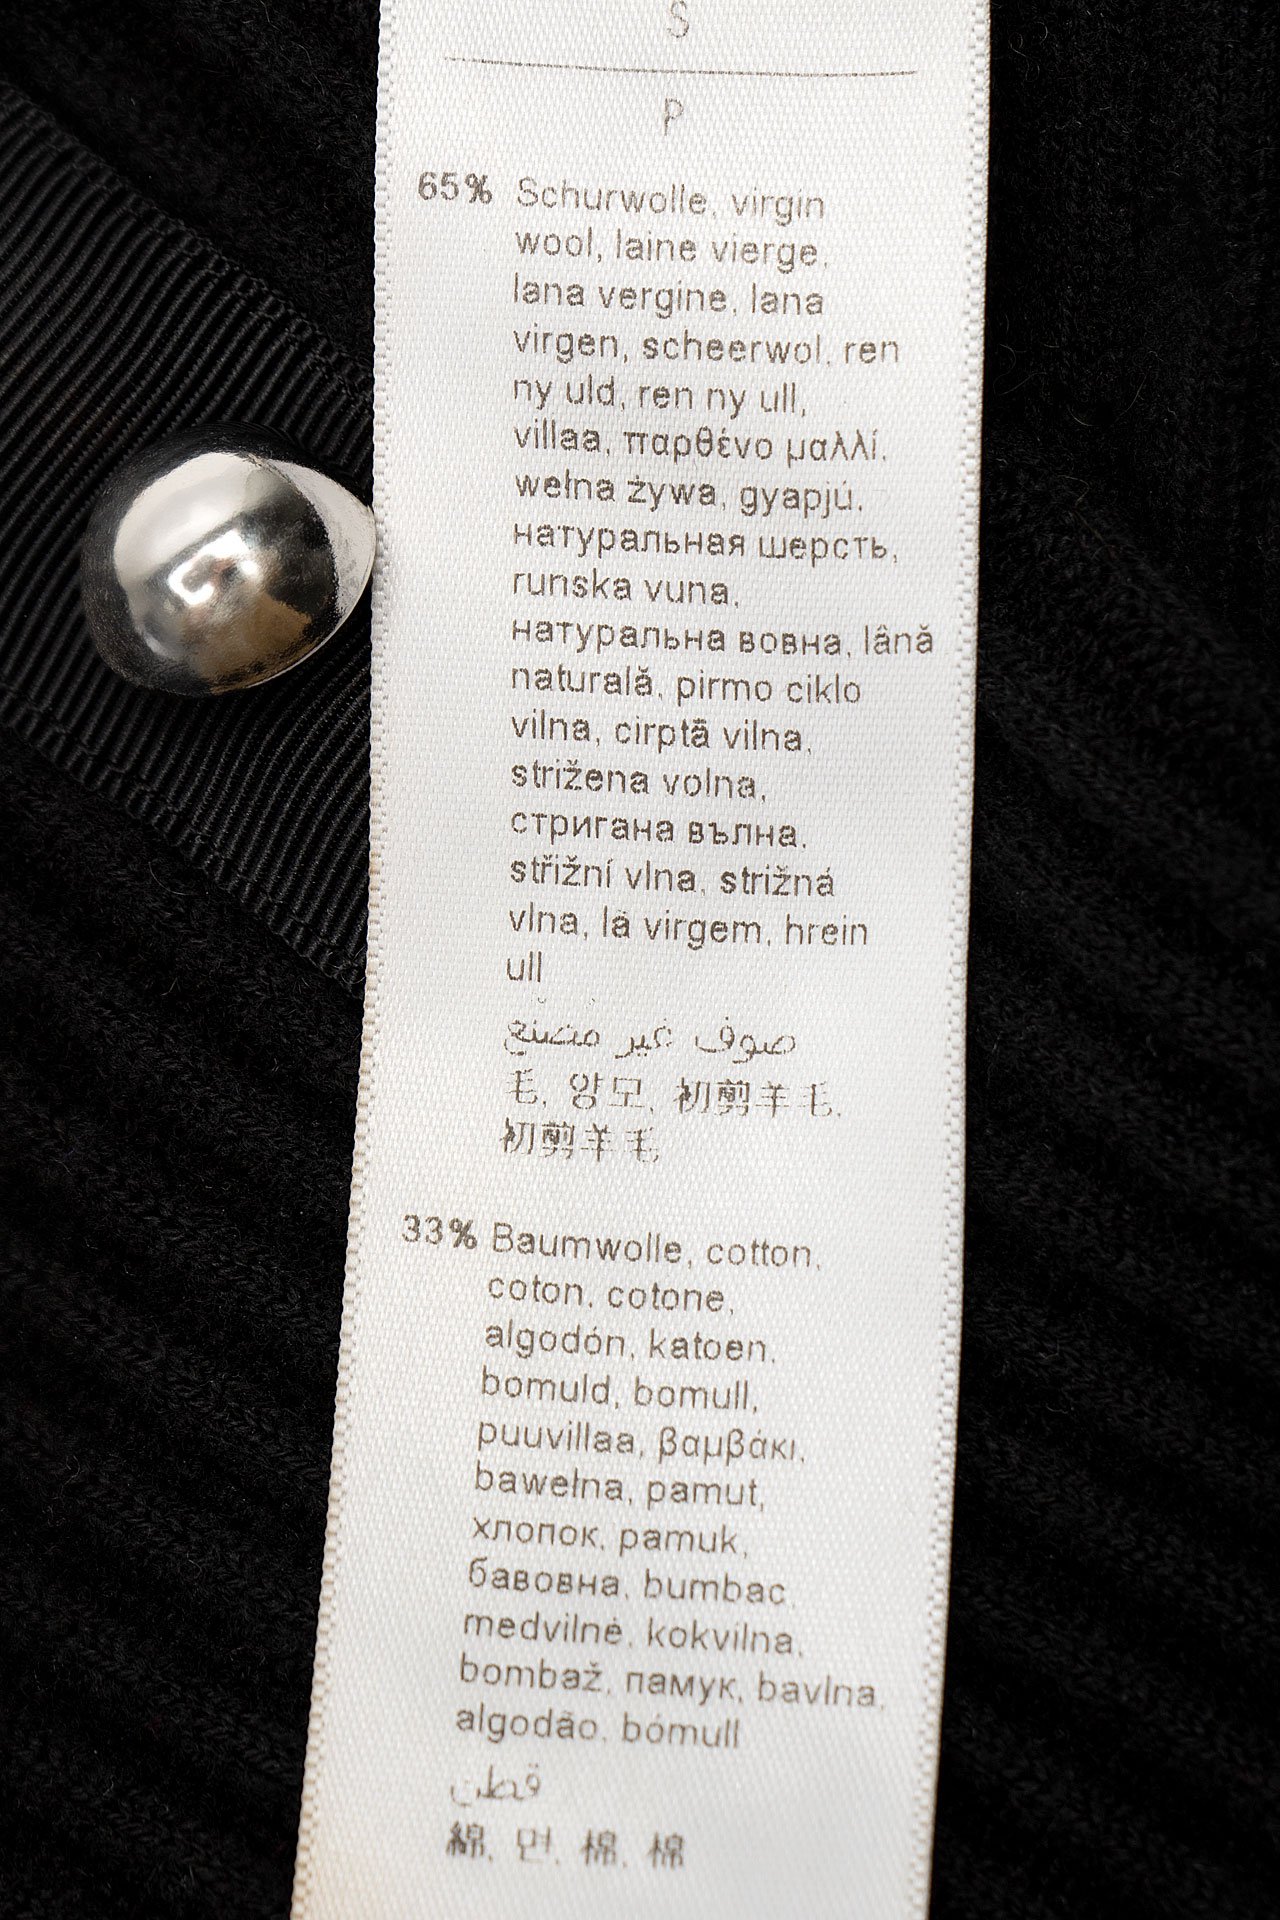 S
P
65% Schurwolle, virgin
wool, laine vierge,
lana vergine, lana
virgen, scheerwol, ren
ny uld, ren ny ull,
villaa, παρθένο μαλλί,
wełna żywa, gyapjú,
натуральная шерсть,
runska vuna,
натуральна вовна, lână
naturală, pirmo ciklo
vilna, cirptā vilna,
strižena volna,
стригана вълна,
střižní vlna, strižná
vlna, lã virgem, hrein
ull
صوف غير مصنع
毛, 양모, 初剪羊毛,
初剪羊毛
33% Baumwolle, cotton,
coton, cotone,
algodón, katoen,
bomuld, bomull,
puuvillaa, βαμβάκι,
bawełna, pamut,
хлопок, pamuk,
бавовна, bumbac
medvilnė, kokvilna,
bombaž, памук, bavlna,
algodão, bómull
قطن
綿, 면, 棉, 棉